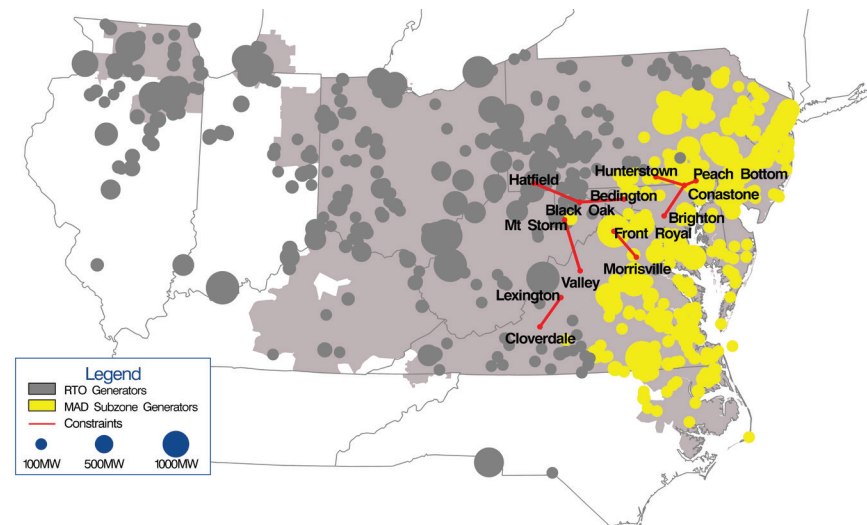 Hunterstown
Peach Bottom
Hatfield
Bedington
Conastone
Black Oak
Brighton
Mt Storm
Front Royal
Morrisville
Valley
Lexington
Cloverdale
Legend
RTO Generators
MAD Subzone Generators
Constraints
100MW 500MW 1000MW